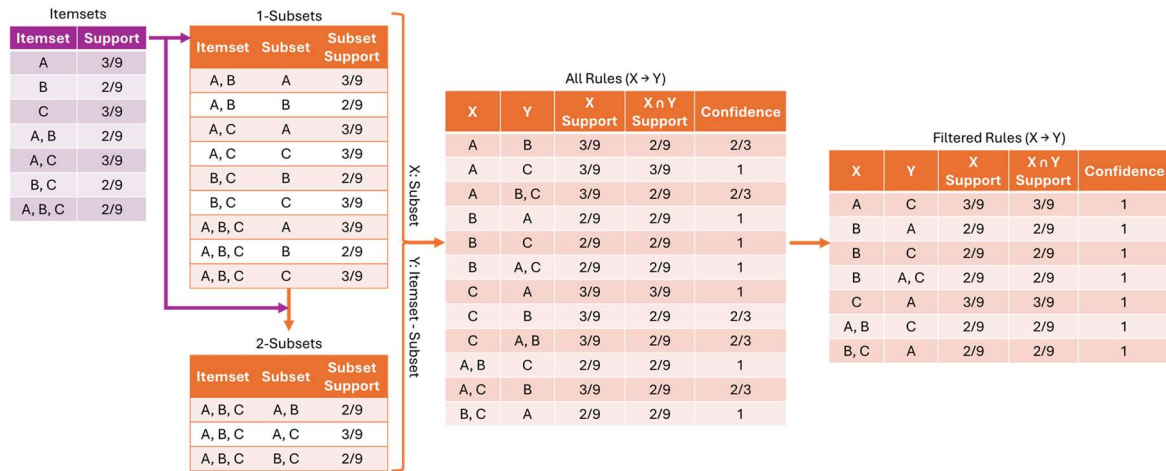 Itemsets
Itemset Support
A 3/9
B 2/9
C 3/9
A, B 2/9
A, C 3/9
B, C 2/9
A, B, C 2/9
1-Subsets
Itemset Subset Subset Support
A, B A 3/9
A, B B 2/9
A, C A 3/9
A, C C 3/9
B, C B 2/9
B, C C 3/9
A, B, C A 3/9
A, B, C B 2/9
A, B, C C 3/9
2-Subsets
Itemset Subset Subset Support
A, B, C A, B 2/9
A, B, C A, C 3/9
A, B, C B, C 2/9
X: Subset
Y: Itemset - Subset
All Rules (X → Y)
X Y X Support X ∩ Y Support Confidence
A B 3/9 2/9 2/3
A C 3/9 3/9 1
A B, C 3/9 2/9 2/3
B A 2/9 2/9 1
B C 2/9 2/9 1
B A, C 2/9 2/9 1
C A 3/9 3/9 1
C B 3/9 2/9 2/3
C A, B 3/9 2/9 2/3
A, B C 2/9 2/9 1
A, C B 3/9 2/9 2/3
B, C A 2/9 2/9 1
Filtered Rules (X → Y)
X Y X Support X ∩ Y Support Confidence
A C 3/9 3/9 1
B A 2/9 2/9 1
B C 2/9 2/9 1
B A, C 2/9 2/9 1
C A 3/9 3/9 1
A, B C 2/9 2/9 1
B, C A 2/9 2/9 1